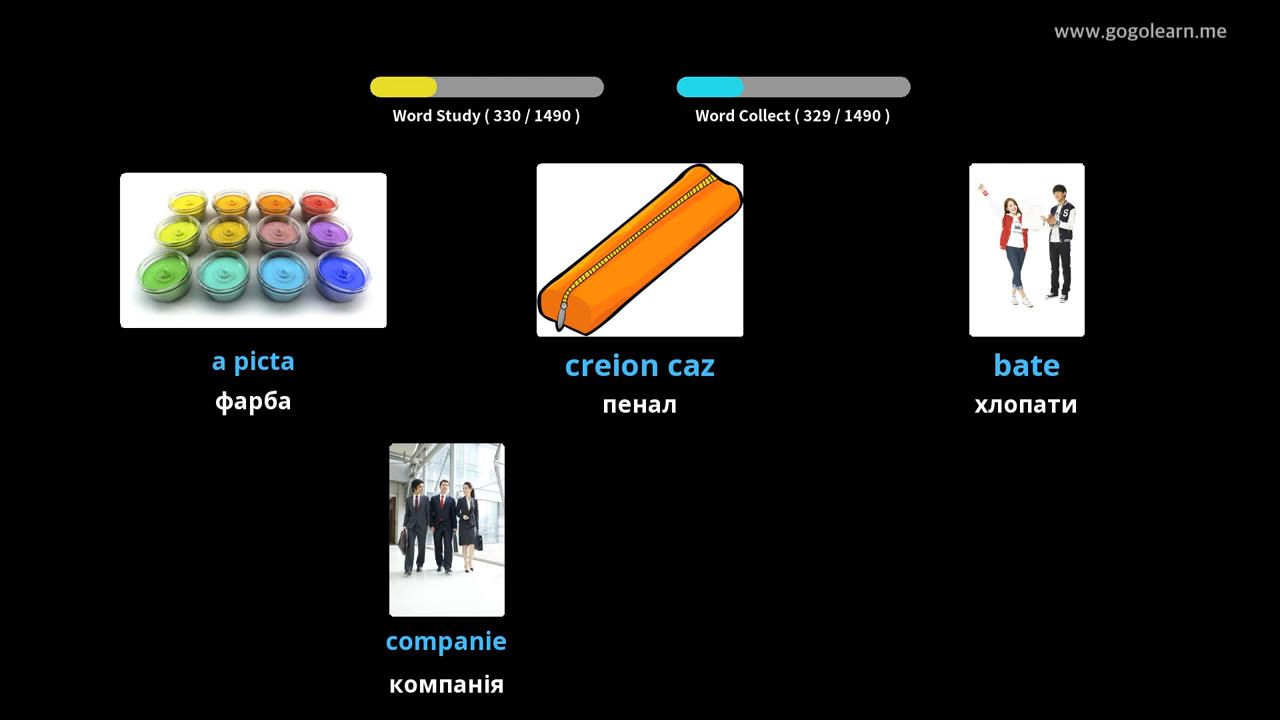 www.gogolearn.me
Word Study ( 330 / 1490 )
Word Collect ( 329 / 1490 )
a picta
фарба
creion caz
пенал
bate
хлопати
companie
компанія